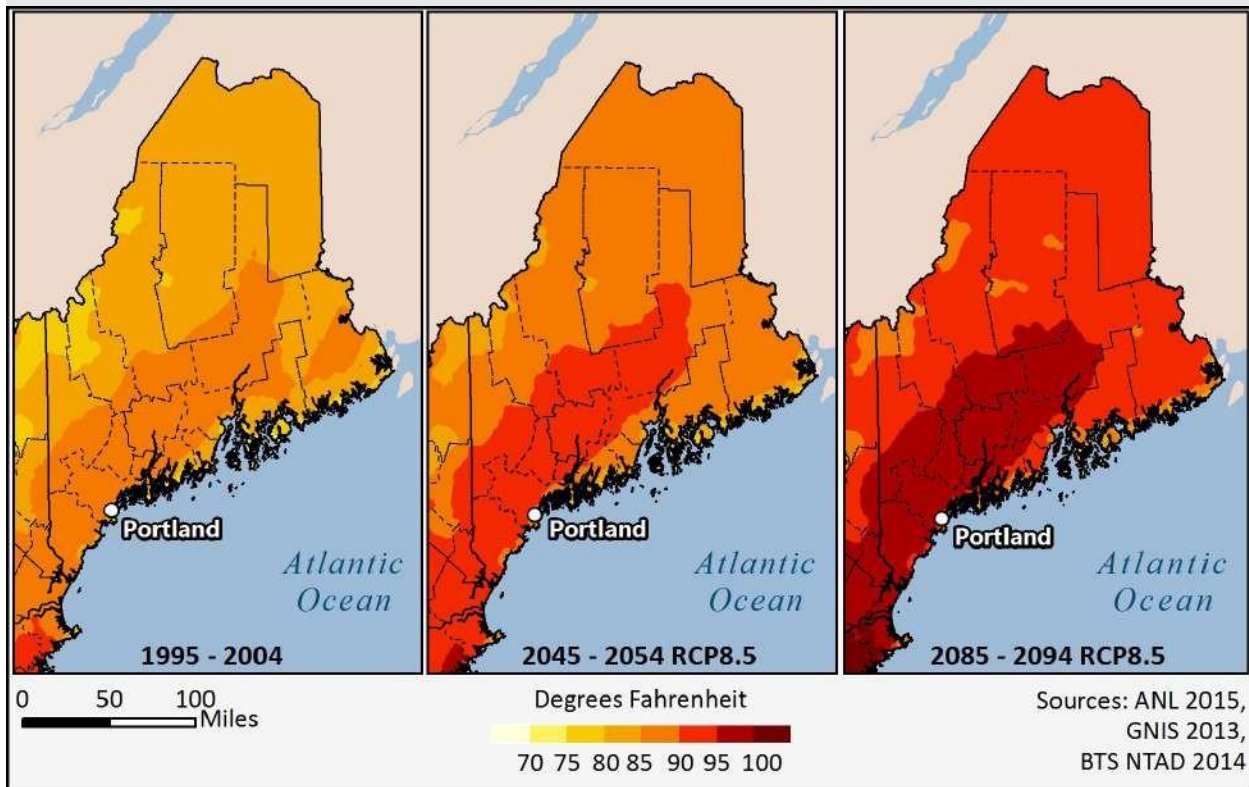 Portland
Atlantic
Ocean
1995 - 2004
Portland
Atlantic
Ocean
2045 - 2054 RCP8.5
Portland
Atlantic
Ocean
2085 - 2094 RCP8.5
0 50 100
Miles
Degrees Fahrenheit
70 75 80 85 90 95 100
Sources: ANL 2015,
GNIS 2013,
BTS NTAD 2014